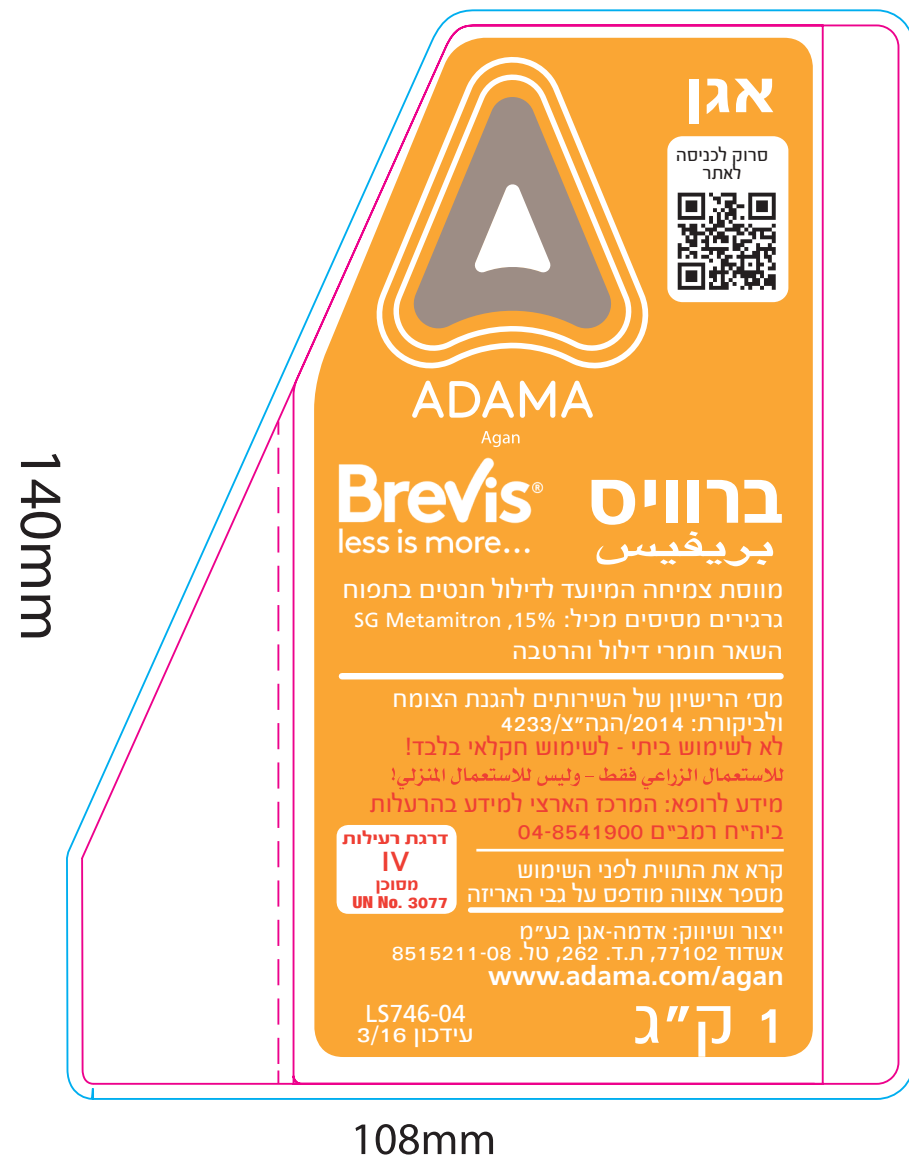 אגן
סרוק לכניסה
לאתר
ADAMA
Agan
Brevis®
less is more...
ברוויס
بريفيس
מווסת צמיחה המיועד לדילול חנטים בתפוח
גרגירים מסיסים מכיל: SG Metamitron ,15%
השאר חומרי דילול והרטבה
מס׳ הרישיון של השירותים להגנת הצומח
ולביקורת: 2014/הגה״צ/4233
לא לשימוש ביתי - לשימוש חקלאי בלבד!
للاستعمال الزراعي فقط – وليس للاستعمال المنزلي!
מידע לרופא: המרכז הארצי למידע בהרעלות
ביה״ח רמב״ם 04-8541900
דרגת רעילות
IV
מסוכן
UN No. 3077
קרא את התווית לפני השימוש
מספר אצווה מודפס על גבי האריזה
ייצור ושיווק: אדמה-אגן בע״מ
אשדוד 77102, ת.ד. 262, טל. 8515211-08
www.adama.com/agan
1 ק״ג
LS746-04
עידכון 3/16
140mm
108mm